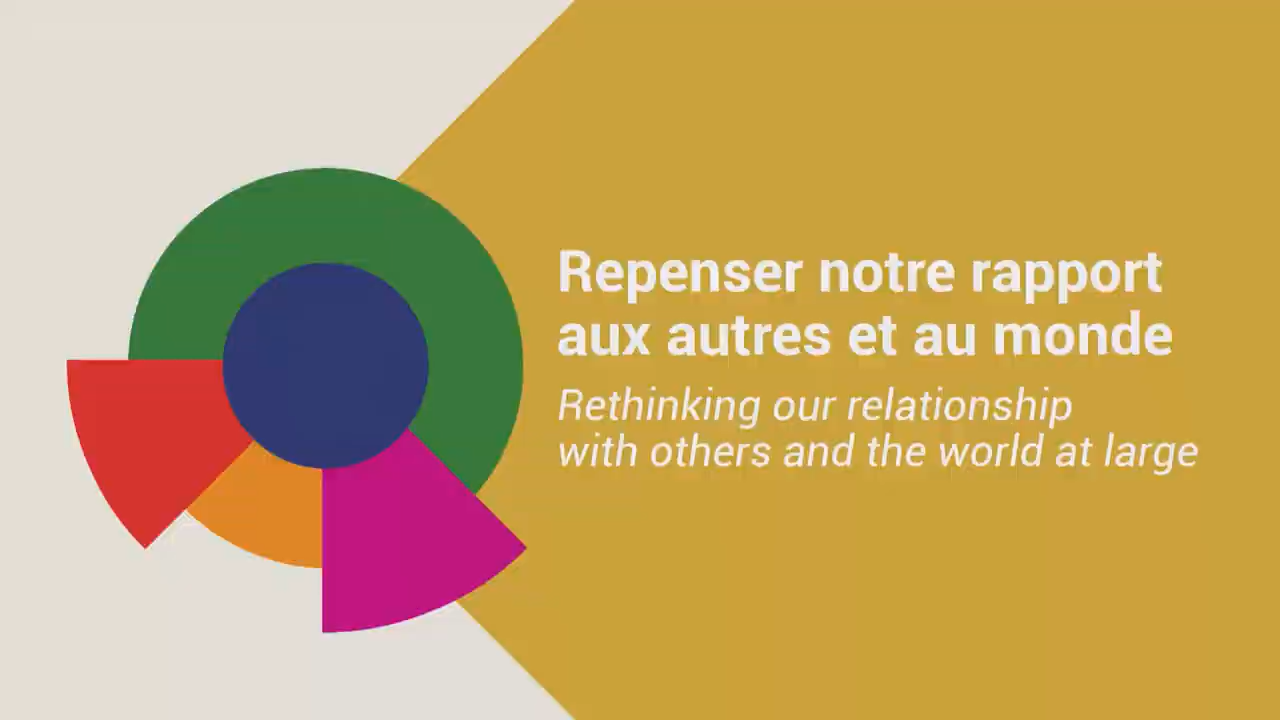 Repenser notre rapport
aux autres et au monde
Rethinking our relationship
with others and the world at large